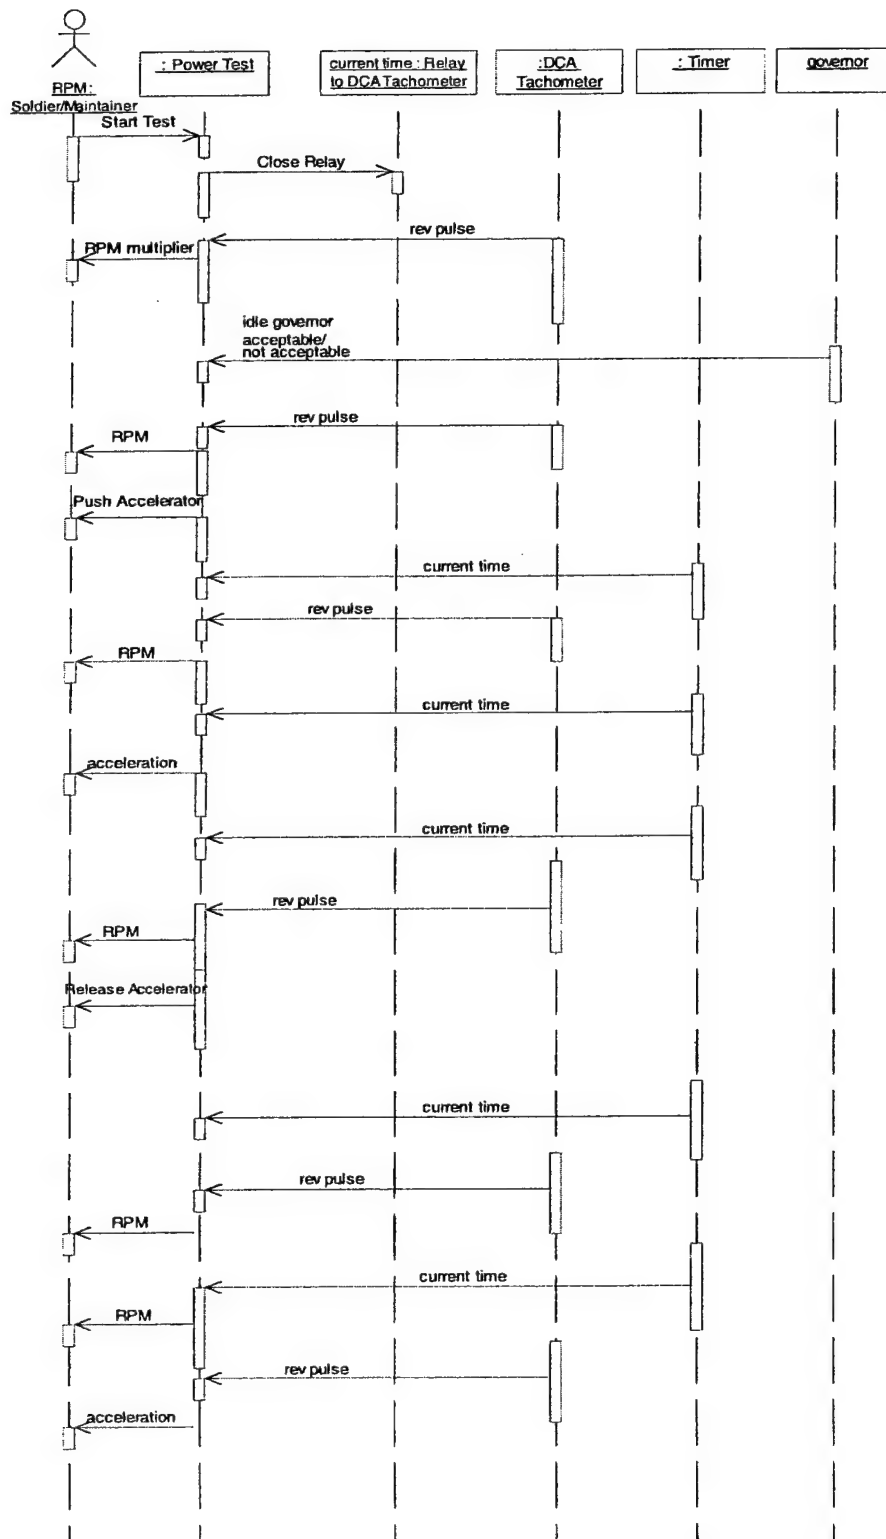 RPM :
Soldier/Maintainer
: Power Test
current time : Relay
to DCA Tachometer
:DCA
Tachometer
: Timer
governor
Start Test
Close Relay
rev pulse
RPM multiplier
idle governor
acceptable/
not acceptable
rev pulse
RPM
Push Accelerator
current time
rev pulse
RPM
current time
acceleration
current time
rev pulse
RPM
Release Accelerator
current time
rev pulse
RPM
current time
RPM
rev pulse
acceleration